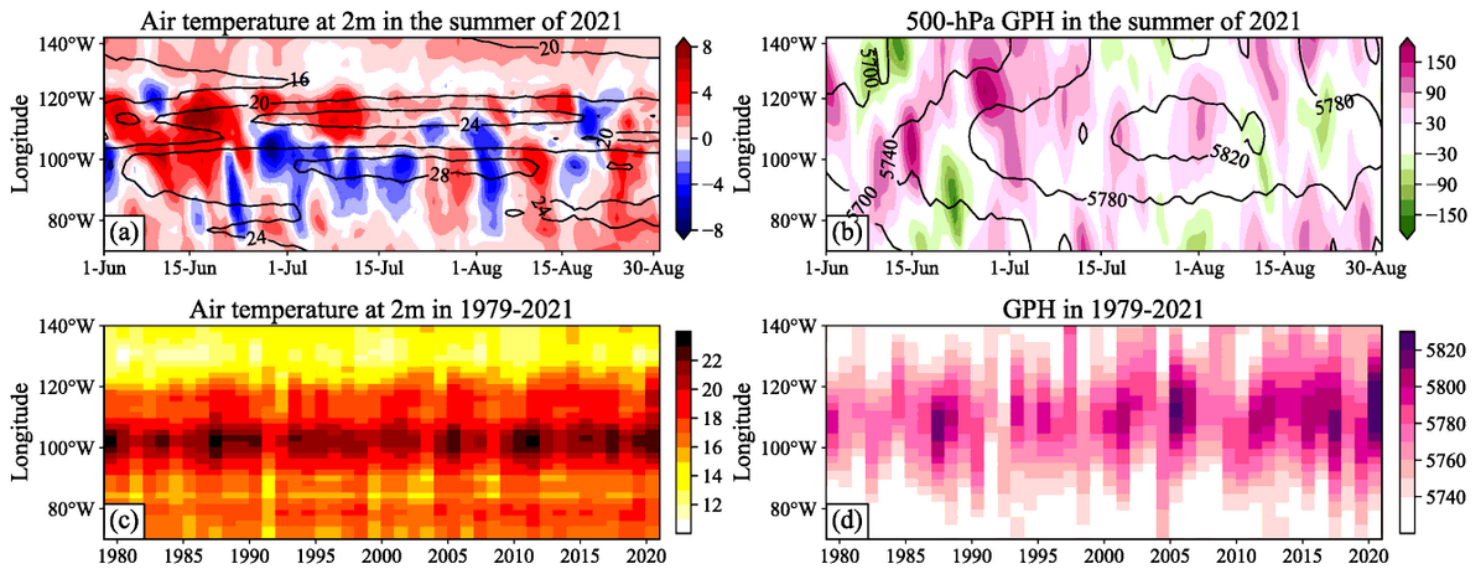 Air temperature at 2m in the summer of 2021
140°W
120°W
100°W
80°W
Longitude
20
16
20
24
20
28
24
24
(a)
1-Jun 15-Jun 1-Jul 15-Jul 1-Aug 15-Aug 30-Aug
8
4
0
−4
−8
500-hPa GPH in the summer of 2021
140°W
120°W
100°W
80°W
Longitude
5700
5780
5740
5820
5700
5780
(b)
1-Jun 15-Jun 1-Jul 15-Jul 1-Aug 15-Aug 30-Aug
150
90
30
−30
−90
−150
Air temperature at 2m in 1979-2021
140°W
120°W
100°W
80°W
Longitude
(c)
1980 1985 1990 1995 2000 2005 2010 2015 2020
22
20
18
16
14
12
GPH in 1979-2021
140°W
120°W
100°W
80°W
Longitude
(d)
1980 1985 1990 1995 2000 2005 2010 2015 2020
5820
5800
5780
5760
5740